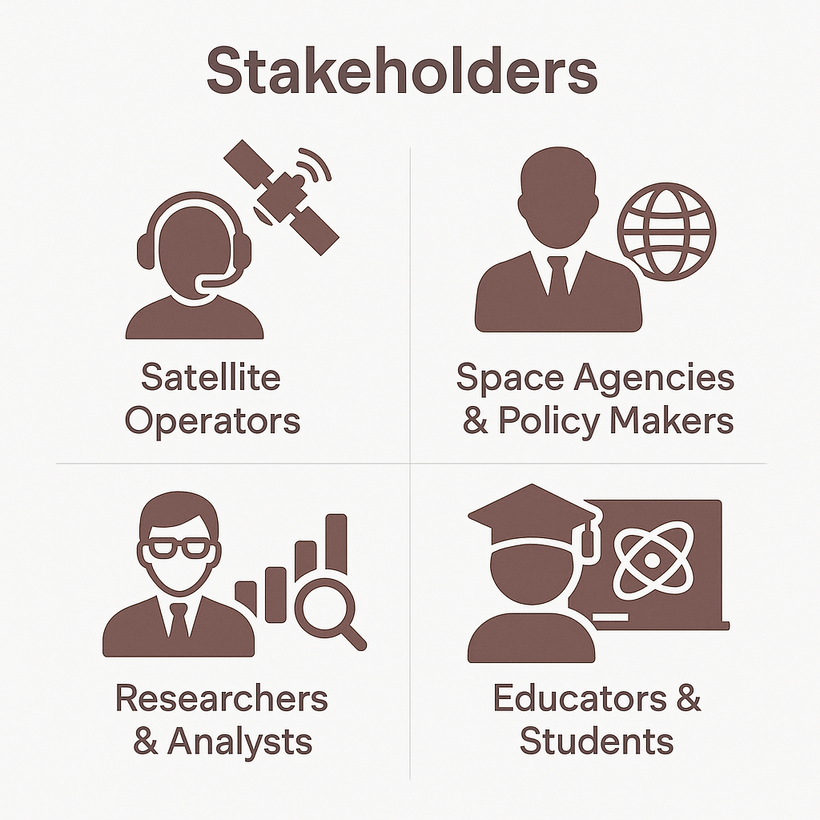 Stakeholders
Satellite
Operators
Space Agencies
& Policy Makers
Researchers
& Analysts
Educators &
Students